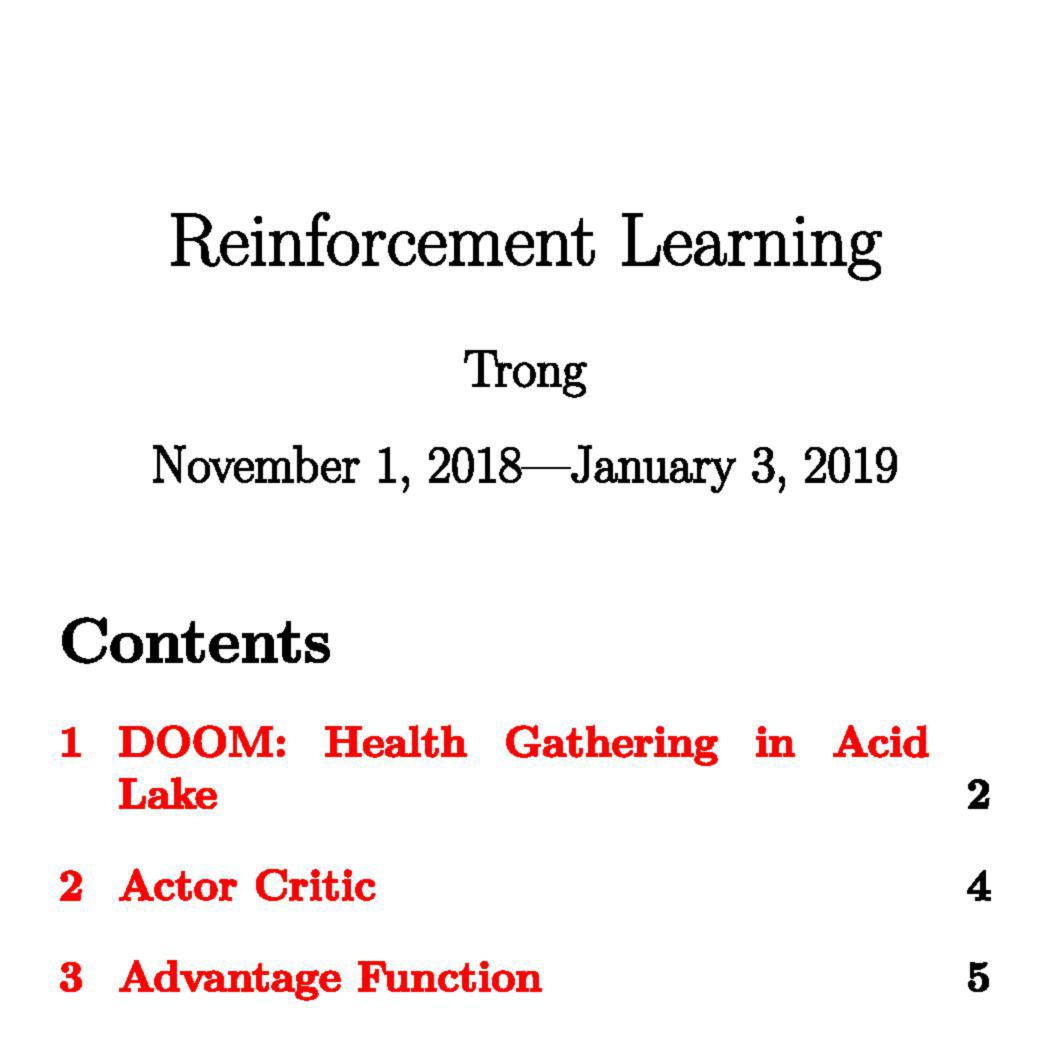 Reinforcement Learning
Trong
November 1, 2018—January 3, 2019
Contents
1 DOOM: Health Gathering in Acid
Lake 2
2 Actor Critic 4
3 Advantage Function 5